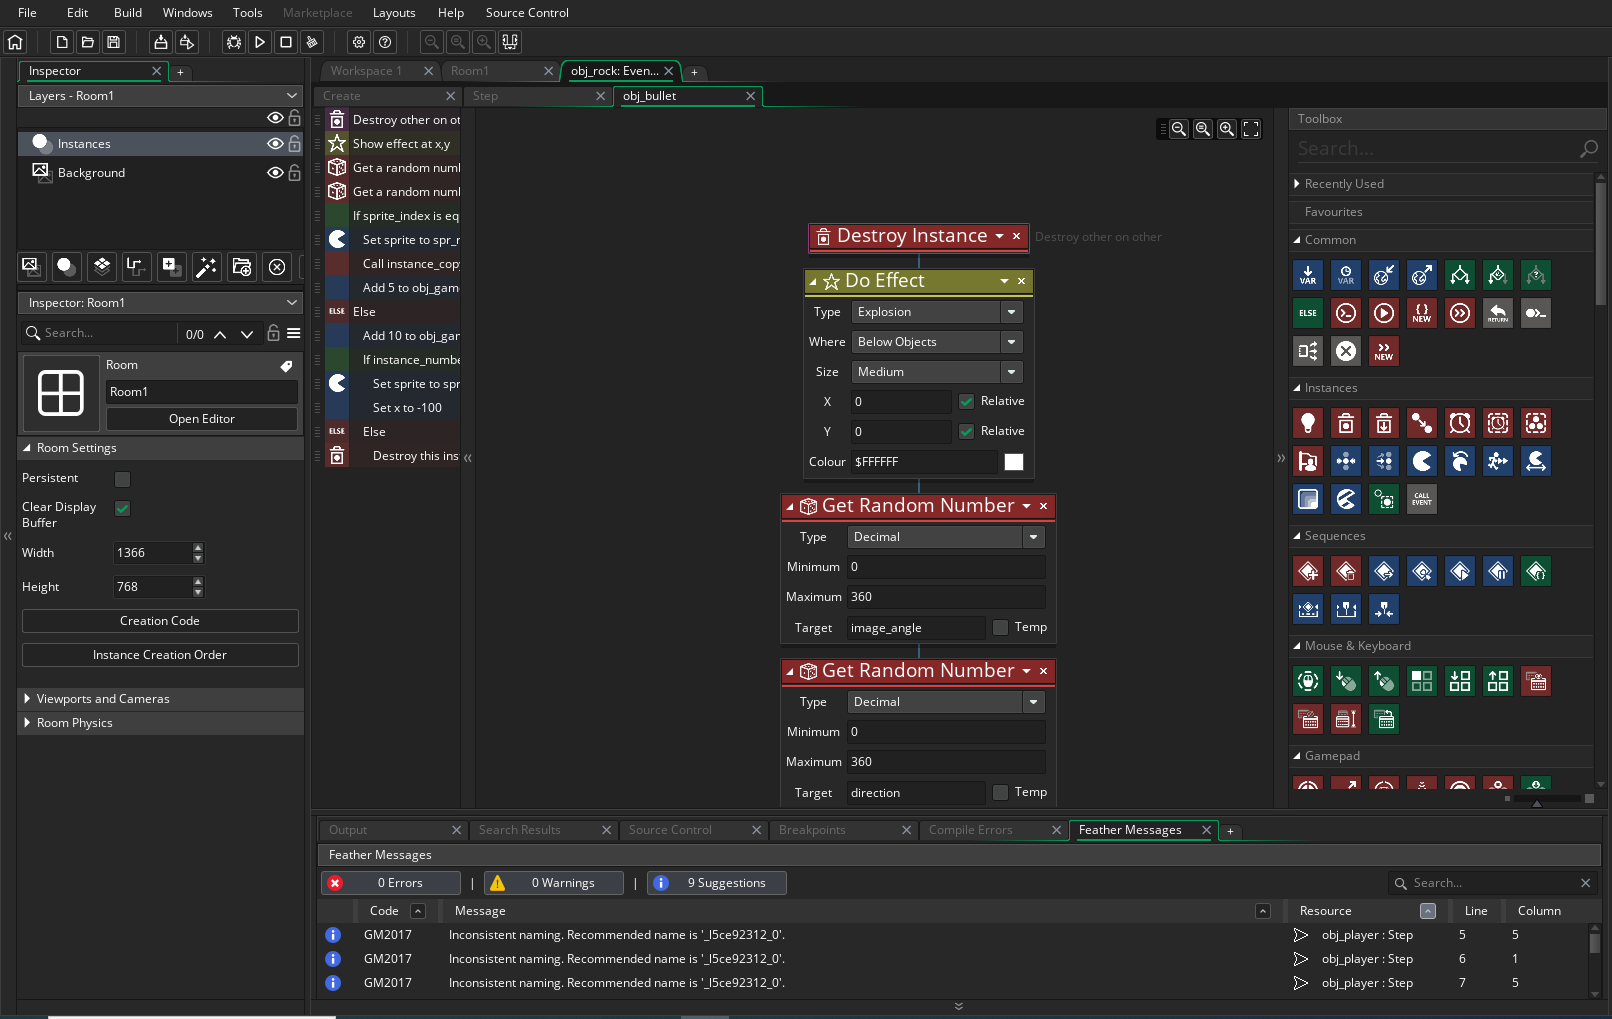 File Edit Build Windows Tools Marketplace Layouts Help Source Control
Inspector
Layers - Room1
Instances
Background
Inspector: Room1
Search... 0/0
Room
Room1
Open Editor
Room Settings
Persistent
Clear Display
Buffer
Width 1366
Height 768
Creation Code
Instance Creation Order
Viewports and Cameras
Room Physics
Workspace 1 Room1 obj_rock: Even... +
Create Step obj_bullet
Destroy other on ot
Show effect at x,y
Get a random num
Get a random num
If sprite_index is eq
Set sprite to spr_r
Call instance_cop
Add 5 to obj_gam
ELSE Else
Add 10 to obj_gar
If instance_numbe
Set sprite to spr
Set x to -100
ELSE Else
Destroy this ins
Destroy Instance Destroy other on other
Do Effect
Type Explosion
Where Below Objects
Size Medium
X 0 Relative
Y 0 Relative
Colour $FFFFFF
Get Random Number
Type Decimal
Minimum 0
Maximum 360
Target image_angle Temp
Get Random Number
Type Decimal
Minimum 0
Maximum 360
Target direction Temp
Toolbox
Search...
Recently Used
Favourites
Common
VAR VAR
ELSE NEW RETURN
NEW
Instances
CALL EVENT
Sequences
Mouse & Keyboard
Gamepad
Output Search Results Source Control Breakpoints Compile Errors Feather Messages +
Feather Messages
0 Errors | 0 Warnings | 9 Suggestions Search...
Code Message Resource Line Column
GM2017 Inconsistent naming. Recommended name is '_l5ce92312_0'. obj_player : Step 5 5
GM2017 Inconsistent naming. Recommended name is '_l5ce92312_0'. obj_player : Step 6 1
GM2017 Inconsistent naming. Recommended name is '_l5ce92312_0'. obj_player : Step 7 5